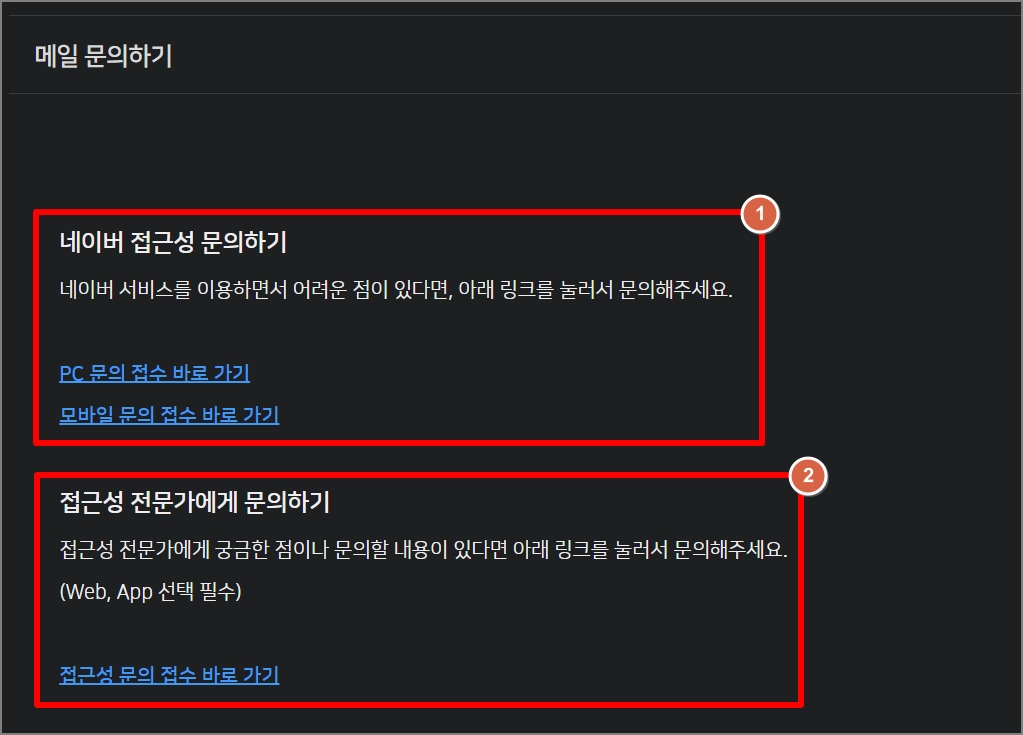 메일 문의하기
1
네이버 접근성 문의하기
네이버 서비스를 이용하면서 어려운 점이 있다면, 아래 링크를 눌러서 문의해주세요.
PC 문의 접수 바로 가기
모바일 문의 접수 바로 가기
2
접근성 전문가에게 문의하기
접근성 전문가에게 궁금한 점이나 문의할 내용이 있다면 아래 링크를 눌러서 문의해주세요.
(Web, App 선택 필수)
접근성 문의 접수 바로 가기